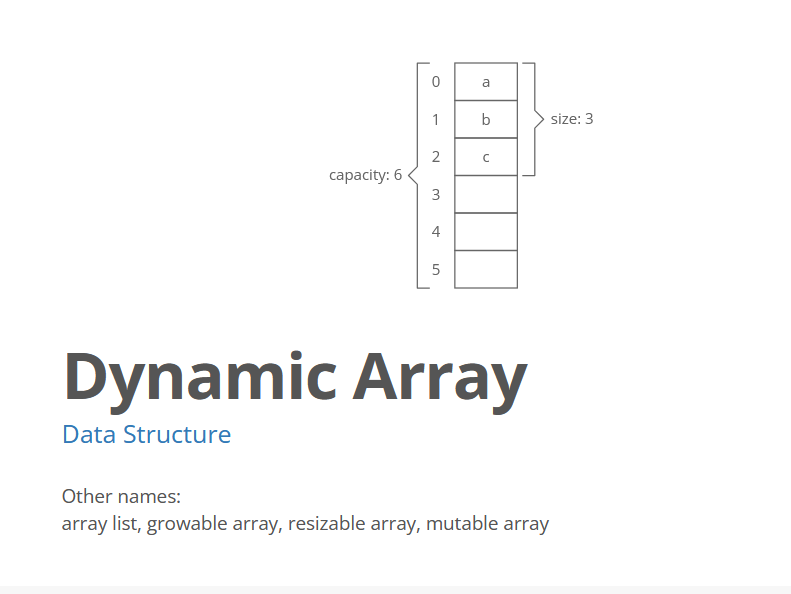 0 a
1 b size: 3
2 c
capacity: 6
3
4
5
Dynamic Array
Data Structure
Other names:
array list, growable array, resizable array, mutable array